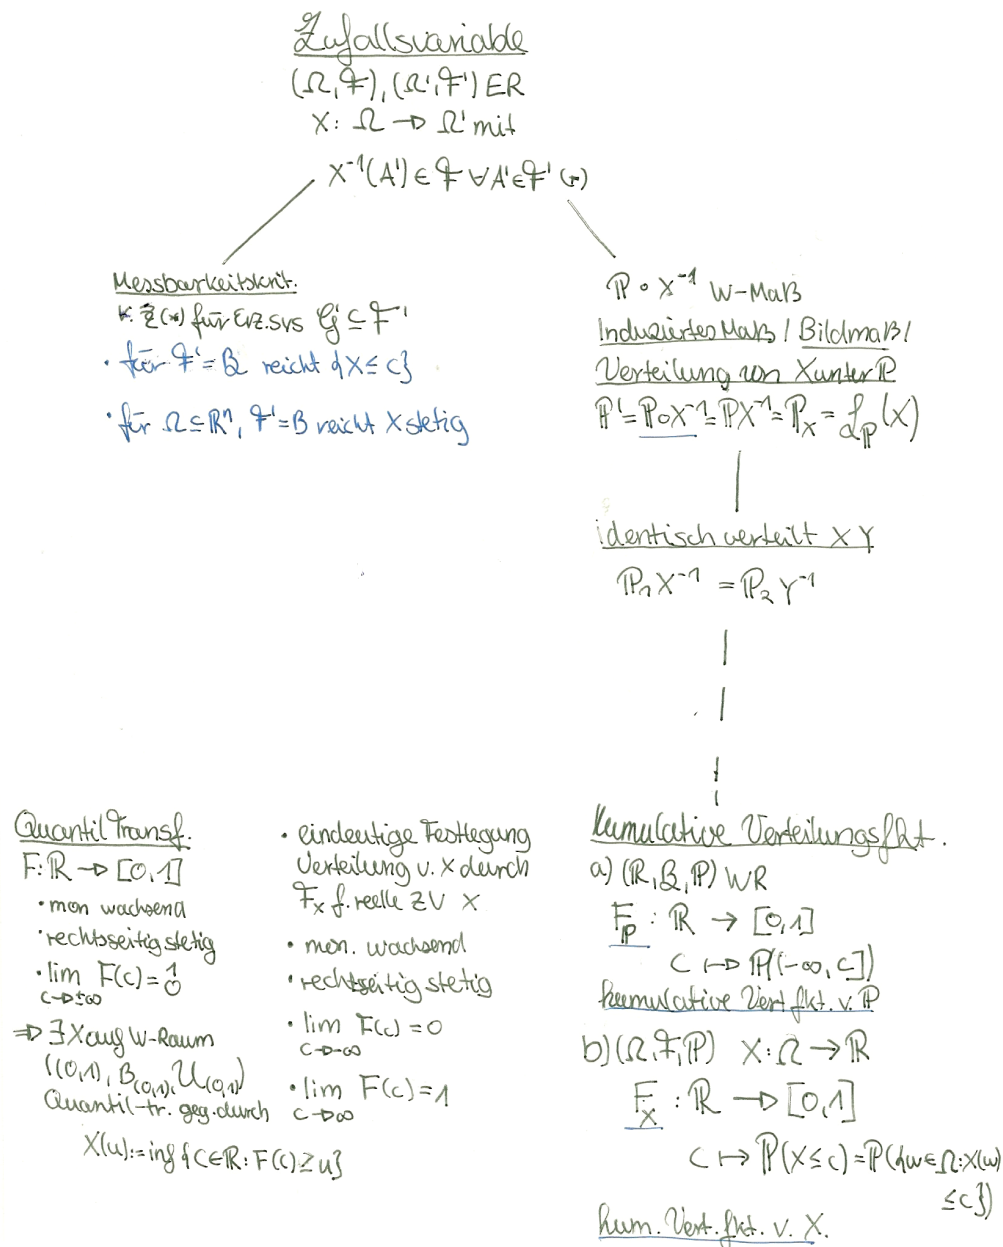 Zufallsvariable
(Ω,𝓕), (Ω',𝓕') ER
X: Ω → Ω' mit
X⁻¹(A') ∈ 𝓕 ∀A'∈𝓕' (*)
Messbarkeitskrit.
z.z (*) für Erz.sys 𝒢' ⊆ 𝓕'
• für 𝓕' = B reicht {X ≤ c}
• für Ω ⊆ ℝⁿ, 𝓕' = B reicht X stetig
ℙ ∘ X⁻¹ W-Maß
Induziertes Maß / Bildmaß /
Verteilung von X unter ℙ
ℙ' = ℙ∘X⁻¹ = ℙX⁻¹ = ℙ_X = ℒ_ℙ(X)
identisch verteilt X Y
ℙ₁X⁻¹ = ℙ₂Y⁻¹
Quantil Transf.
F: ℝ → [0,1]
• mon wachsend
• rechtsseitig stetig
• lim F(c) = 1 0
c→±∞
⇒ ∃ X auf W-Raum
((0,1), B_(0,1), U_(0,1))
Quantil-tr. geg. durch
X(u) := inf {c∈ℝ: F(c) ≥ u}
• eindeutige Festlegung
Verteilung v. X durch
F_X f. reelle ZV X
• mon. wachsend
• rechtsseitig stetig
• lim F(c) = 0
c→-∞
• lim F(c) = 1
c→∞
Kumulative Verteilungsfkt.
a) (ℝ, B, ℙ) WR
F_ℙ : ℝ → [0,1]
c ↦ ℙ((-∞, c])
kumulative Vert.fkt. v. ℙ
b) (Ω, 𝓕, ℙ) X: Ω → ℝ
F_X : ℝ → [0,1]
c ↦ ℙ(X ≤ c) = ℙ({ω ∈ Ω: X(ω)
≤ c})
kum. Vert. fkt. v. X.